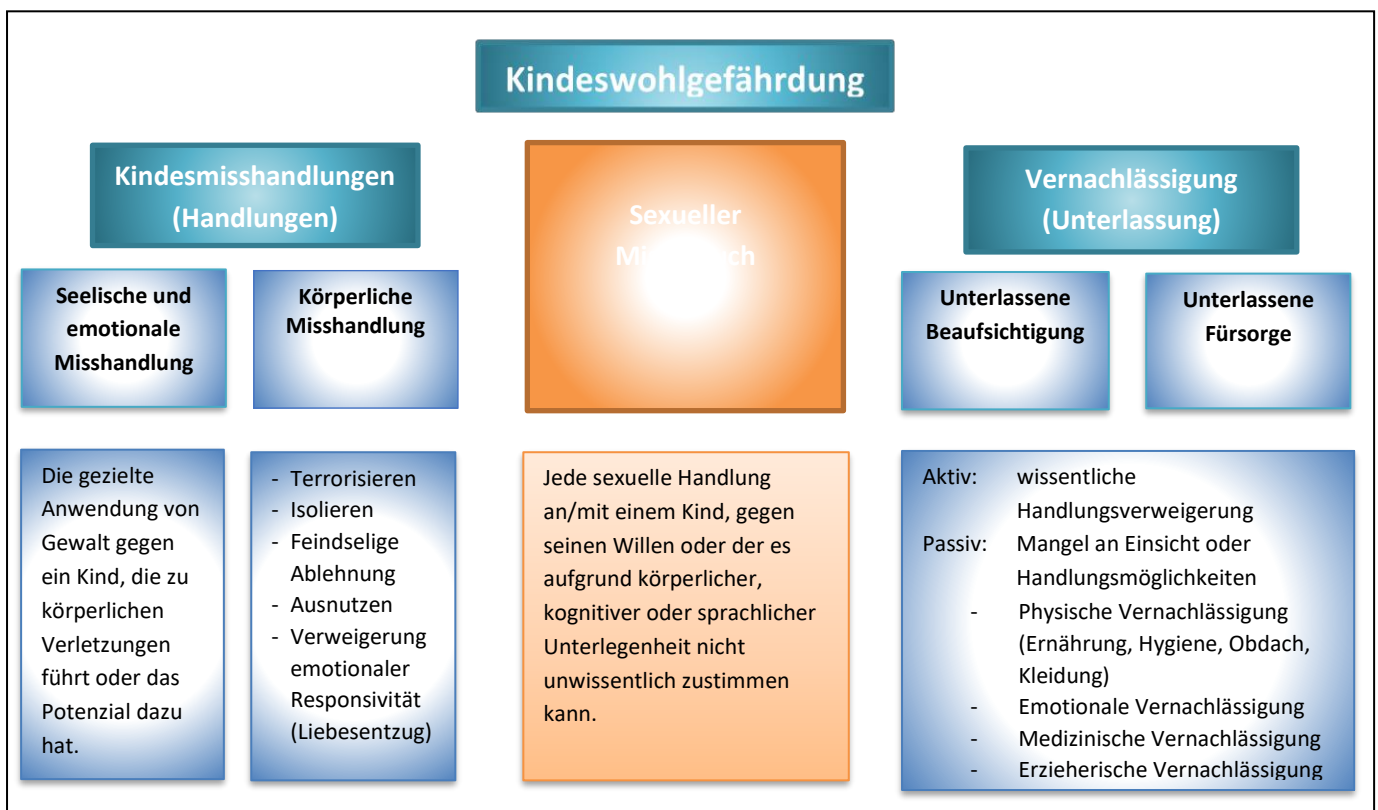 Kindeswohlgefährdung
Kindesmisshandlungen
(Handlungen)
Sexueller
Vernachlässigung
(Unterlassung)
Seelische und
emotionale
Misshandlung
Körperliche
Misshandlung
Unterlassene
Beaufsichtigung
Unterlassene
Fürsorge
Die gezielte
Anwendung von
Gewalt gegen
ein Kind, die zu
körperlichen
Verletzungen
führt oder das
Potenzial dazu
hat.
- Terrorisieren
- Isolieren
- Feindselige
Ablehnung
- Ausnutzen
- Verweigerung
emotionaler
Responsivität
(Liebesentzug)
Jede sexuelle Handlung
an/mit einem Kind, gegen
seinen Willen oder der es
aufgrund körperlicher,
kognitiver oder sprachlicher
Unterlegenheit nicht
unwissentlich zustimmen
kann.
Aktiv: wissentliche
Handlungsverweigerung
Passiv: Mangel an Einsicht oder
Handlungsmöglichkeiten
- Physische Vernachlässigung
(Ernährung, Hygiene, Obdach,
Kleidung)
- Emotionale Vernachlässigung
- Medizinische Vernachlässigung
- Erzieherische Vernachlässigung